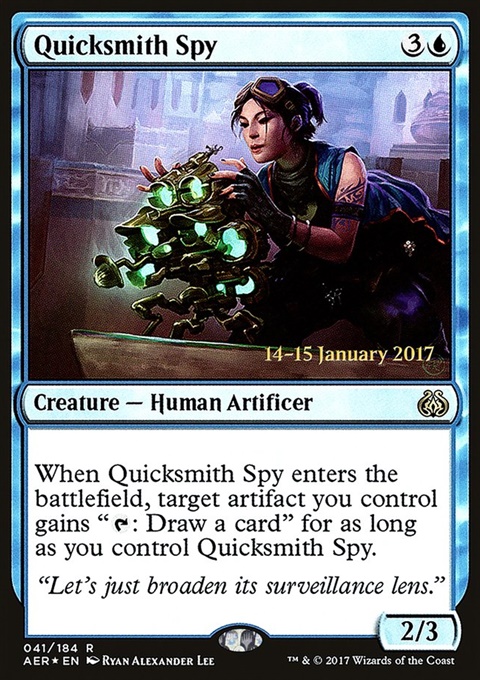 Quicksmith Spy 3
14–15 January 2017
Creature — Human Artificer
When Quicksmith Spy enters the
battlefield, target artifact you control
gains “: Draw a card” for as long
as you control Quicksmith Spy.
“Let’s just broaden its surveillance lens.”
2/3
041/184 R
AER★EN Ryan Alexander Lee
™ & © 2017 Wizards of the Coast